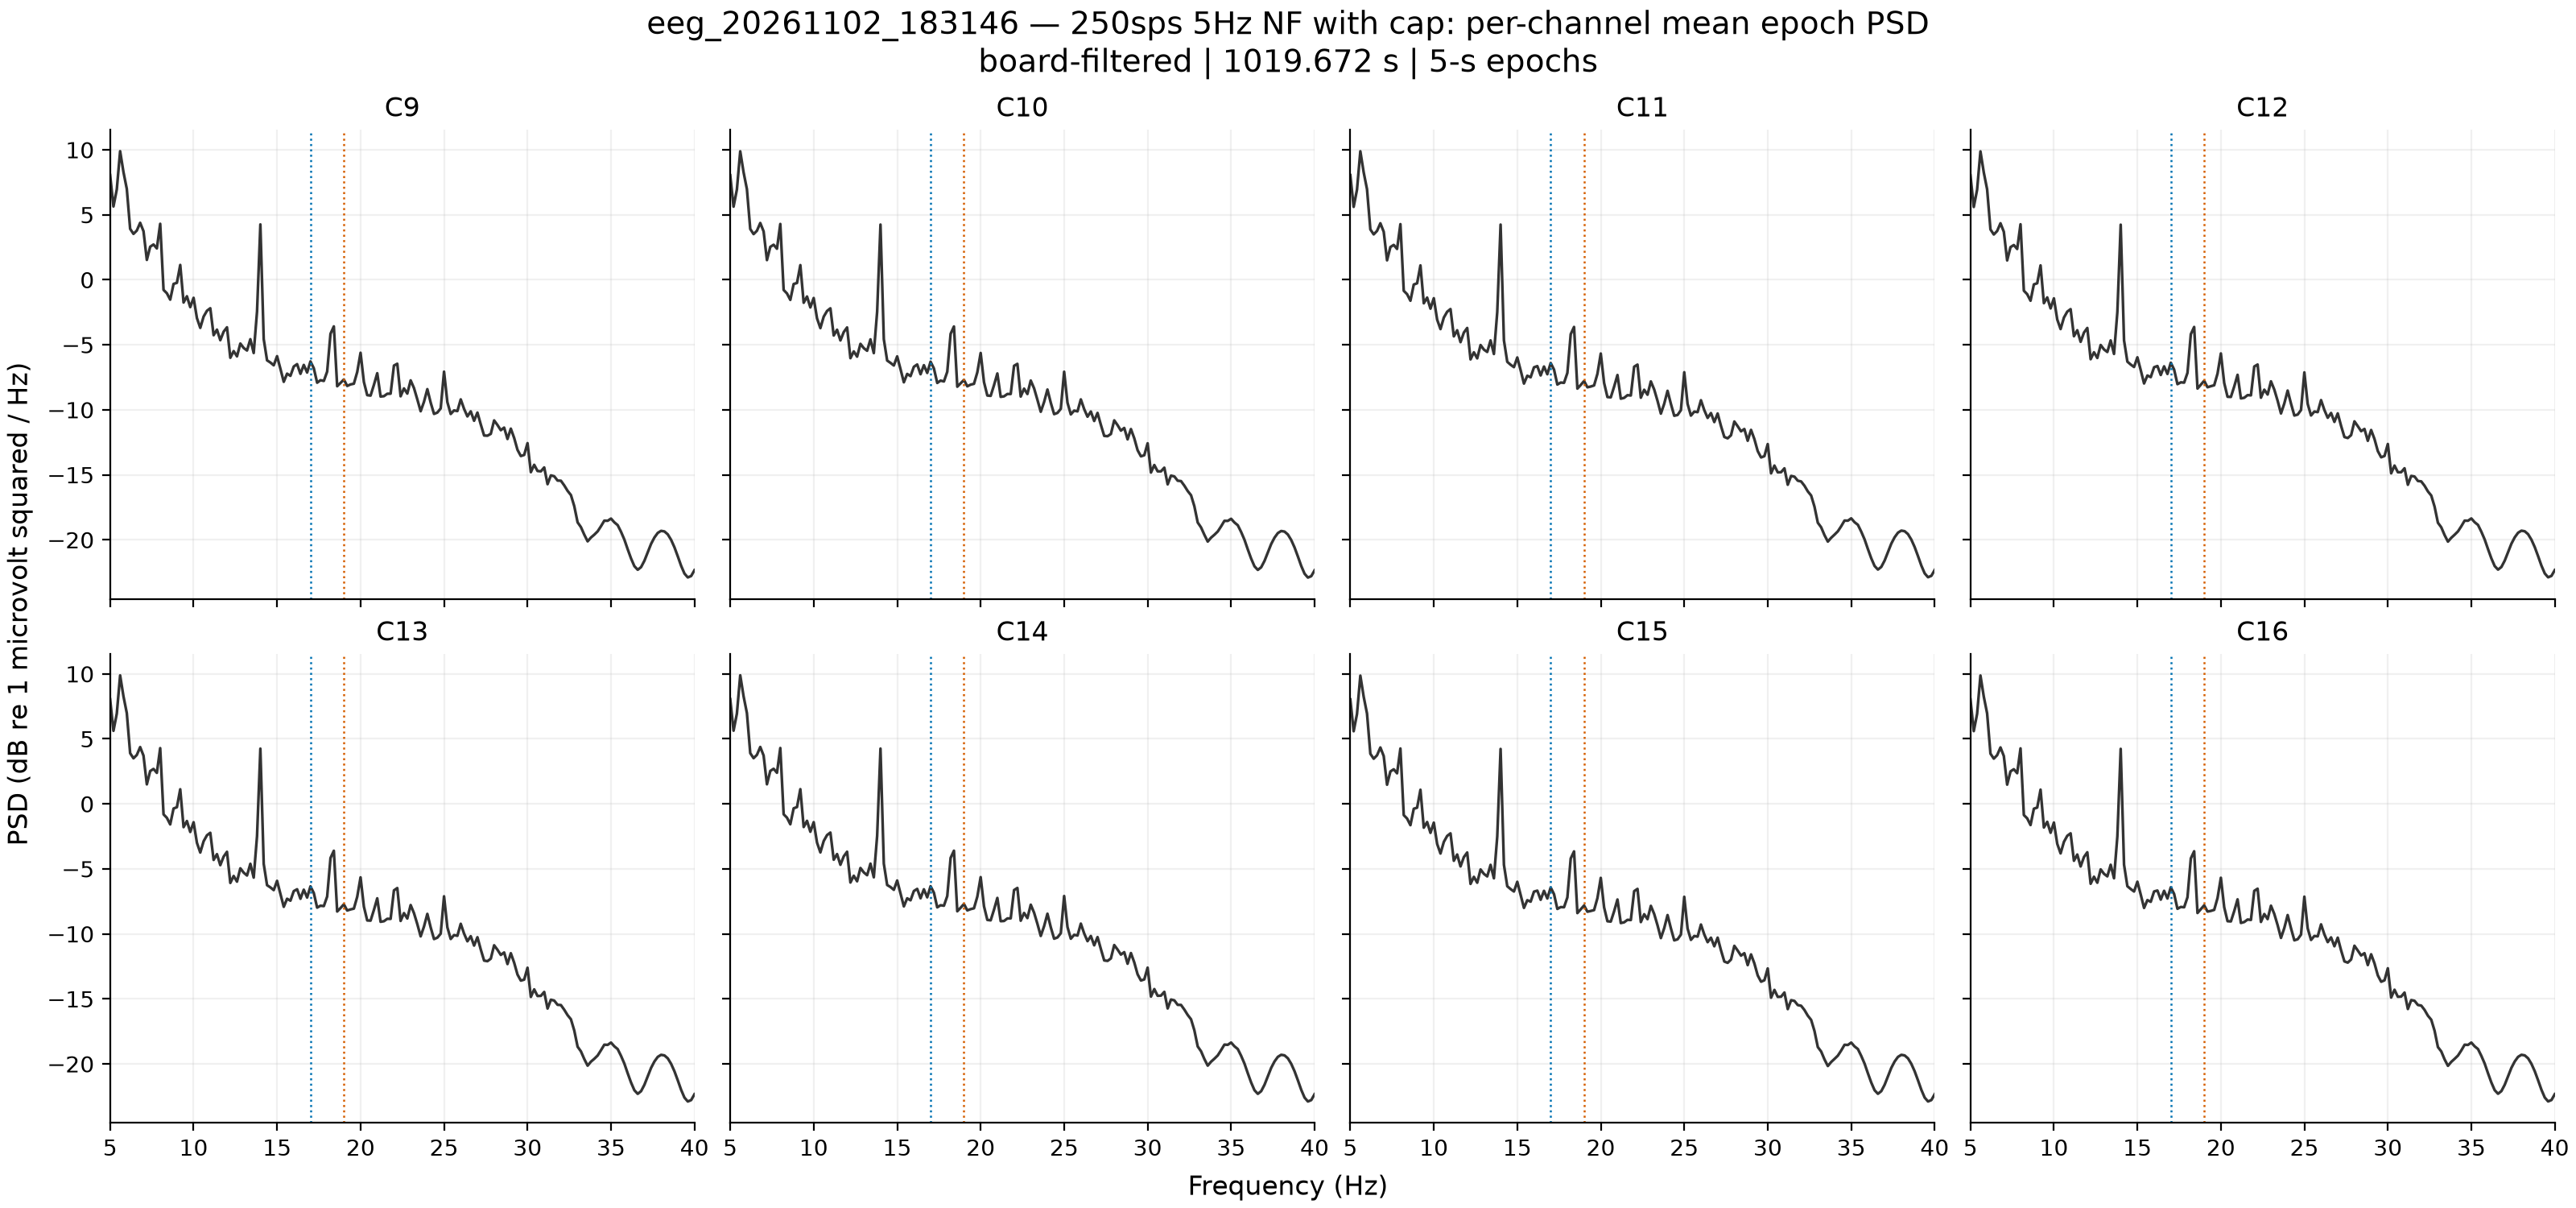 eeg_20261102_183146 — 250sps 5Hz NF with cap: per-channel mean epoch PSD
board-filtered | 1019.672 s | 5-s epochs
C9 C10 C11 C12
10
5
0
−5
−10
−15
−20
C13 C14 C15 C16
10
5
0
−5
−10
−15
−20
5 10 15 20 25 30 35 40 5 10 15 20 25 30 35 40 5 10 15 20 25 30 35 40 5 10 15 20 25 30 35 40
PSD (dB re 1 microvolt squared / Hz)
Frequency (Hz)